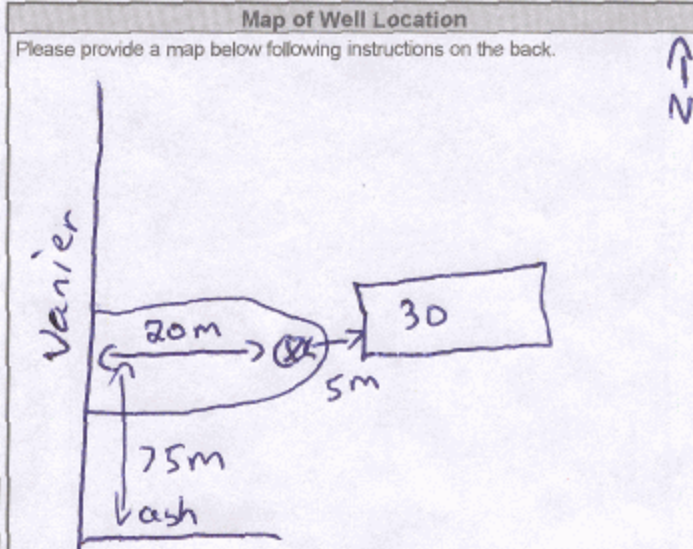 Map of Well Location
Please provide a map below following instructions on the back.
N
Vanier
20m
30
5m
75m
ash